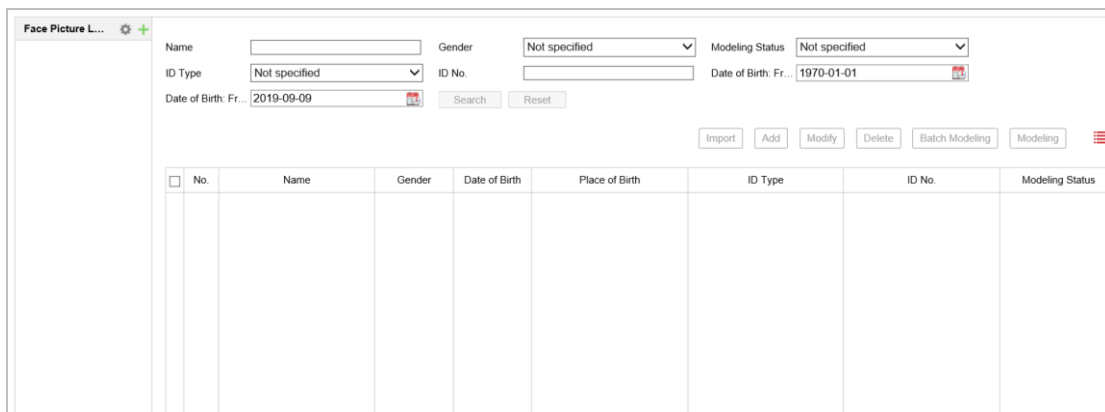 Face Picture L...
Name Gender Not specified Modeling Status Not specified
ID Type Not specified ID No. Date of Birth: Fr... 1970-01-01
Date of Birth: Fr... 2019-09-09 Search Reset
Import Add Modify Delete Batch Modeling Modeling
No. Name Gender Date of Birth Place of Birth ID Type ID No. Modeling Status